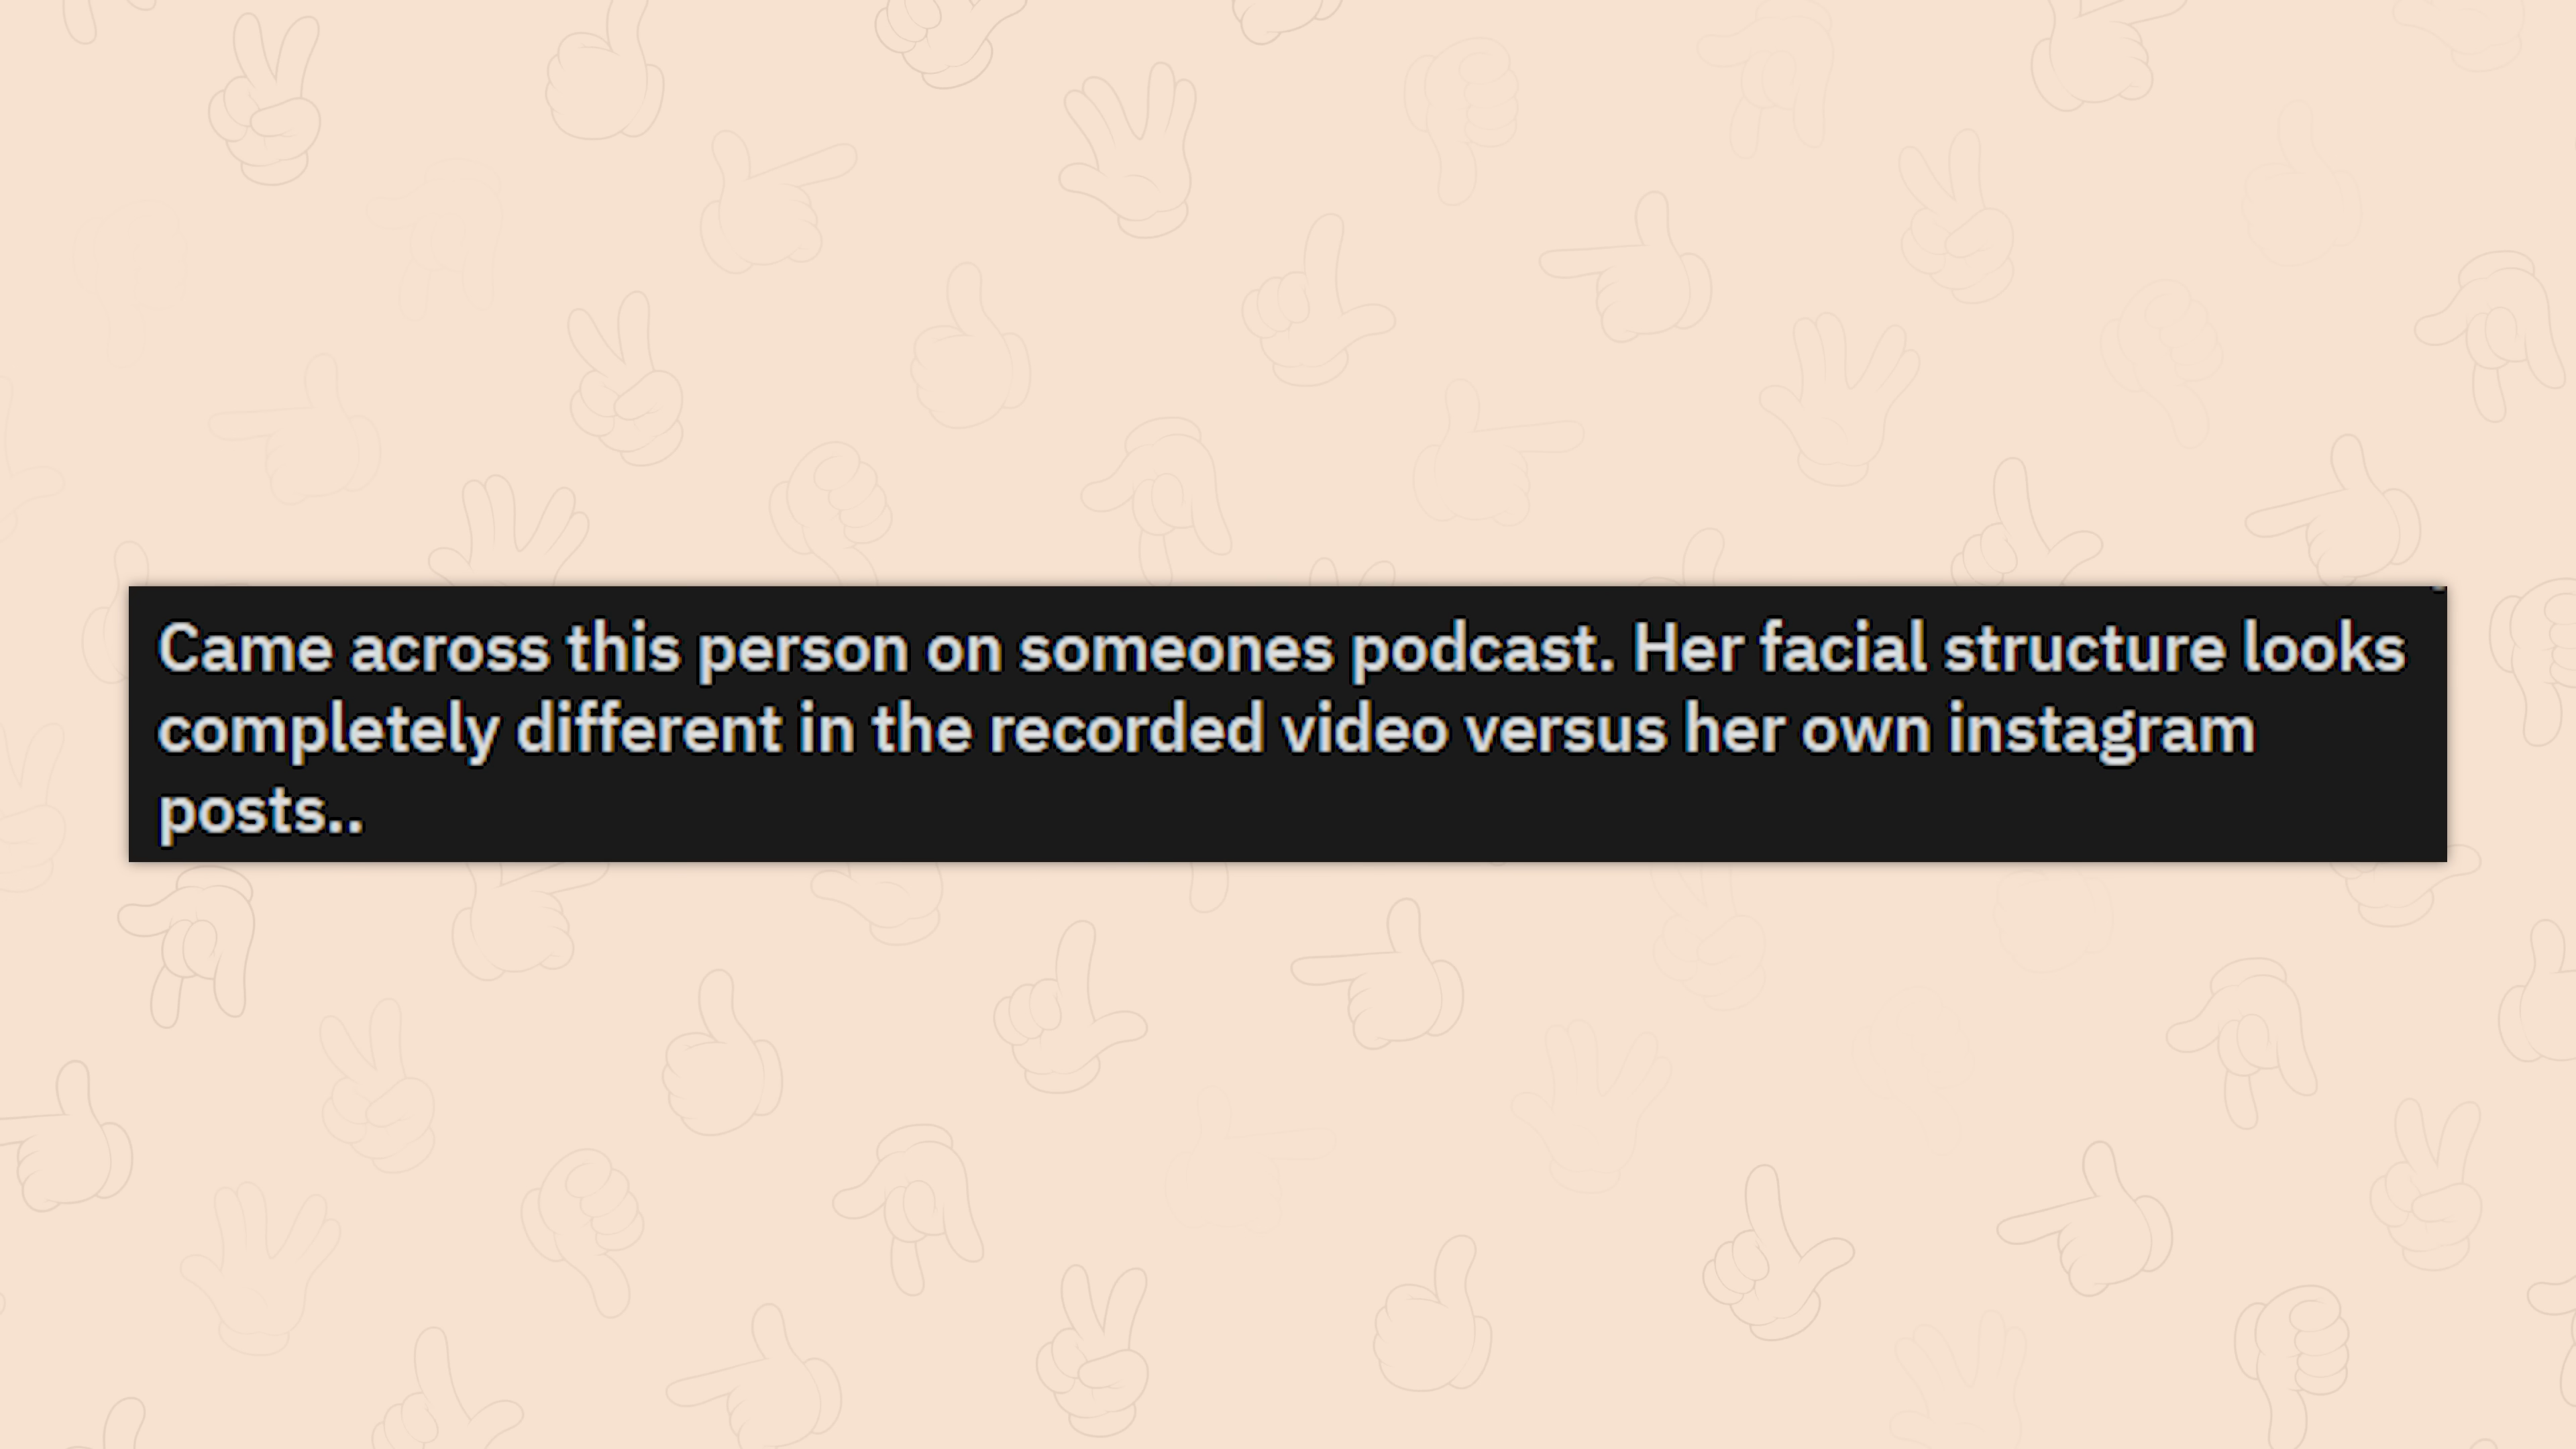 Came across this person on someones podcast. Her facial structure looks
completely different in the recorded video versus her own instagram
posts..